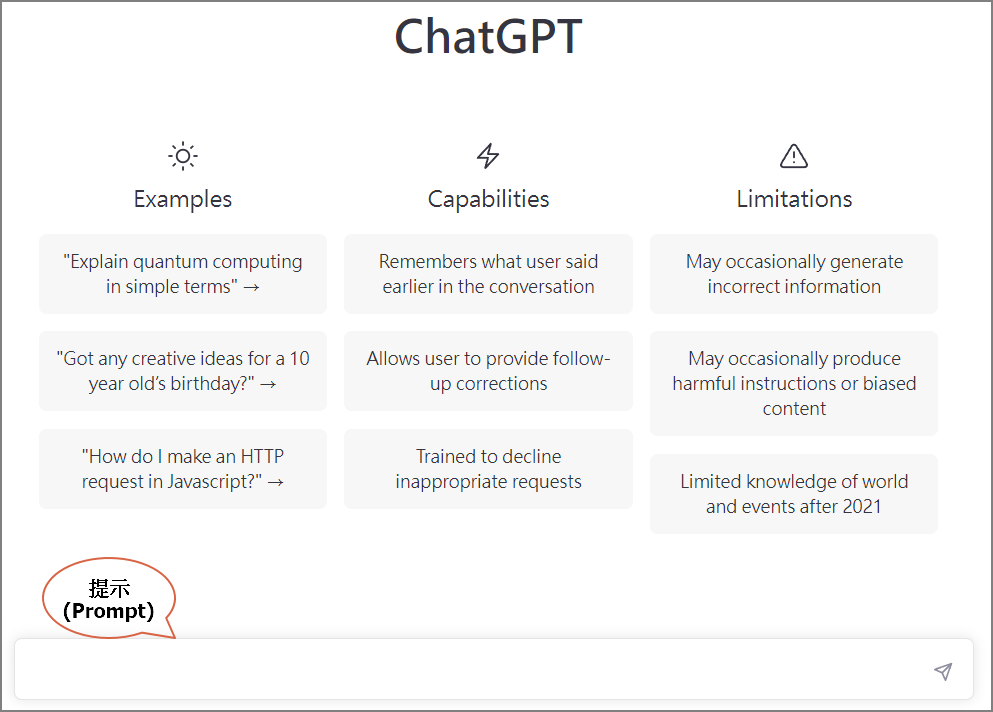 ChatGPT
Examples
"Explain quantum computing
in simple terms" →
"Got any creative ideas for a 10
year old’s birthday?" →
"How do I make an HTTP
request in Javascript?" →
Capabilities
Remembers what user said
earlier in the conversation
Allows user to provide follow-
up corrections
Trained to decline
inappropriate requests
Limitations
May occasionally generate
incorrect information
May occasionally produce
harmful instructions or biased
content
Limited knowledge of world
and events after 2021
提示
(Prompt)